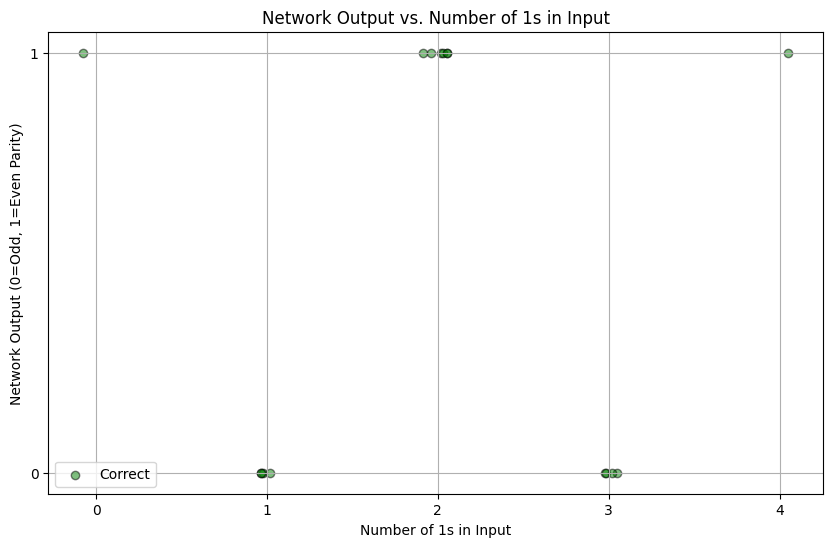 Network Output vs. Number of 1s in Input
Network Output (0=Odd, 1=Even Parity)
1
0
Correct
0 1 2 3 4
Number of 1s in Input